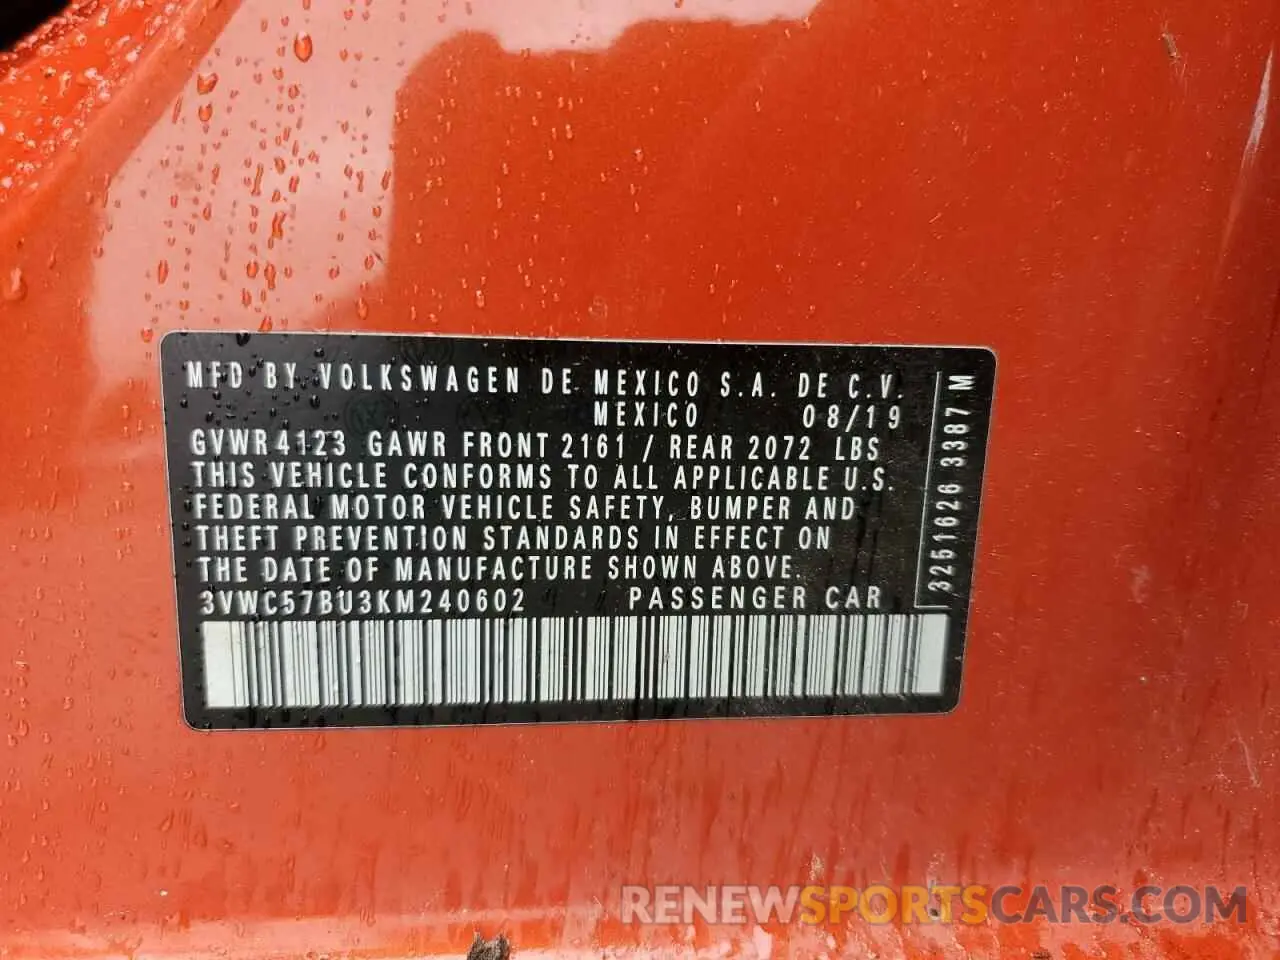 MFD BY VOLKSWAGEN DE MEXICO S.A. DE C.V.
MEXICO 08/19
GVWR 4123 GAWR FRONT 2161 / REAR 2072 LBS
THIS VEHICLE CONFORMS TO ALL APPLICABLE U.S.
FEDERAL MOTOR VEHICLE SAFETY, BUMPER AND
THEFT PREVENTION STANDARDS IN EFFECT ON
THE DATE OF MANUFACTURE SHOWN ABOVE.
3VWC57BU3KM240602 PASSENGER CAR
3251626 3387 M
RENEWSPORTSCARS.COM